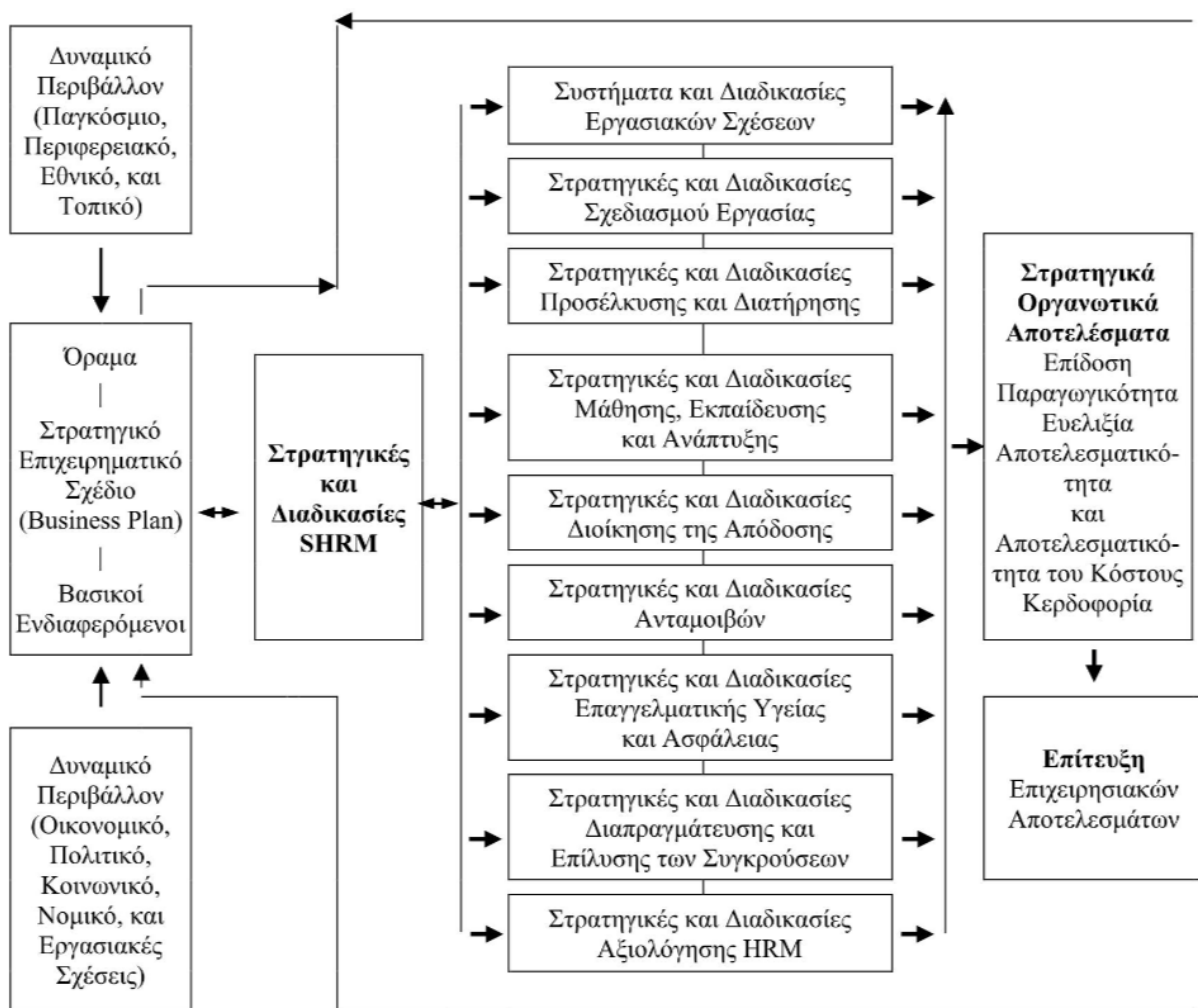 Δυναμικό
Περιβάλλον
(Παγκόσμιο,
Περιφερειακό,
Εθνικό, και
Τοπικό)
Όραμα
Στρατηγικό
Επιχειρηματικό
Σχέδιο
(Business Plan)
Βασικοί
Ενδιαφερόμενοι
Δυναμικό
Περιβάλλον
(Οικονομικό,
Πολιτικό,
Κοινωνικό,
Νομικό, και
Εργασιακές
Σχέσεις)
Στρατηγικές
και
Διαδικασίες
SHRM
Συστήματα και Διαδικασίες
Εργασιακών Σχέσεων
Στρατηγικές και Διαδικασίες
Σχεδιασμού Εργασίας
Στρατηγικές και Διαδικασίες
Προσέλκυσης και Διατήρησης
Στρατηγικές και Διαδικασίες
Μάθησης, Εκπαίδευσης
και Ανάπτυξης
Στρατηγικές και Διαδικασίες
Διοίκησης της Απόδοσης
Στρατηγικές και Διαδικασίες
Ανταμοιβών
Στρατηγικές και Διαδικασίες
Επαγγελματικής Υγείας
και Ασφάλειας
Στρατηγικές και Διαδικασίες
Διαπραγμάτευσης και
Επίλυσης των Συγκρούσεων
Στρατηγικές και Διαδικασίες
Αξιολόγησης HRM
Στρατηγικά
Οργανωτικά
Αποτελέσματα
Επίδοση
Παραγωγικότητα
Ευελιξία
Αποτελεσματικό-
τητα
και
Αποτελεσματικό-
τητα του Κόστους
Κερδοφορία
Επίτευξη
Επιχειρησιακών
Αποτελεσμάτων